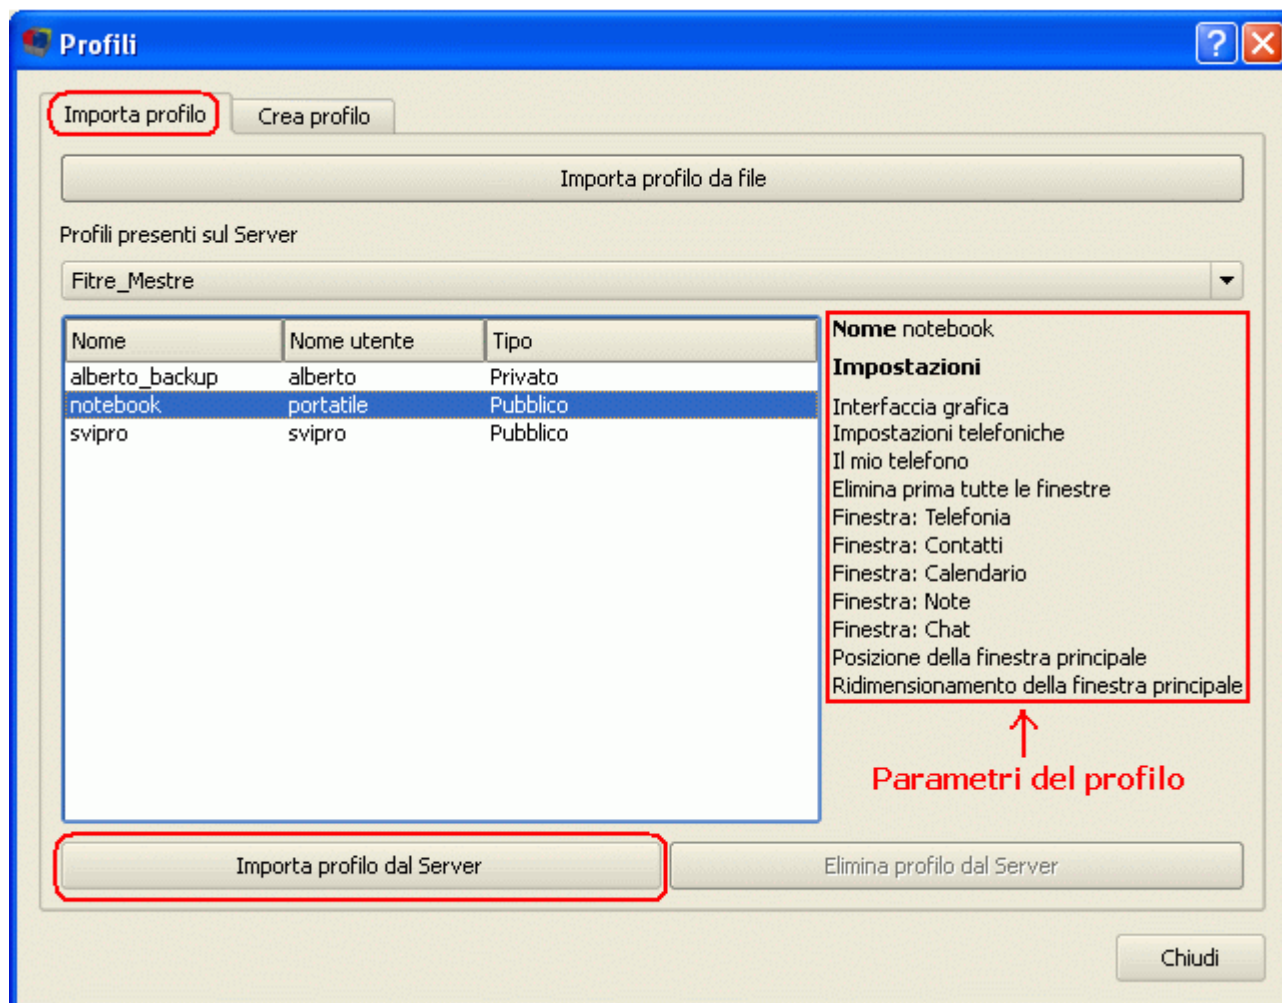 Profili
Importa profilo
Crea profilo
Importa profilo da file
Profili presenti sul Server
Fitre_Mestre
Nome Nome utente Tipo
alberto_backup alberto Privato
notebook portatile Pubblico
svipro svipro Pubblico
Nome notebook
Impostazioni
Interfaccia grafica
Impostazioni telefoniche
Il mio telefono
Elimina prima tutte le finestre
Finestra: Telefonia
Finestra: Contatti
Finestra: Calendario
Finestra: Note
Finestra: Chat
Posizione della finestra principale
Ridimensionamento della finestra principale
Parametri del profilo
Importa profilo dal Server
Elimina profilo dal Server
Chiudi